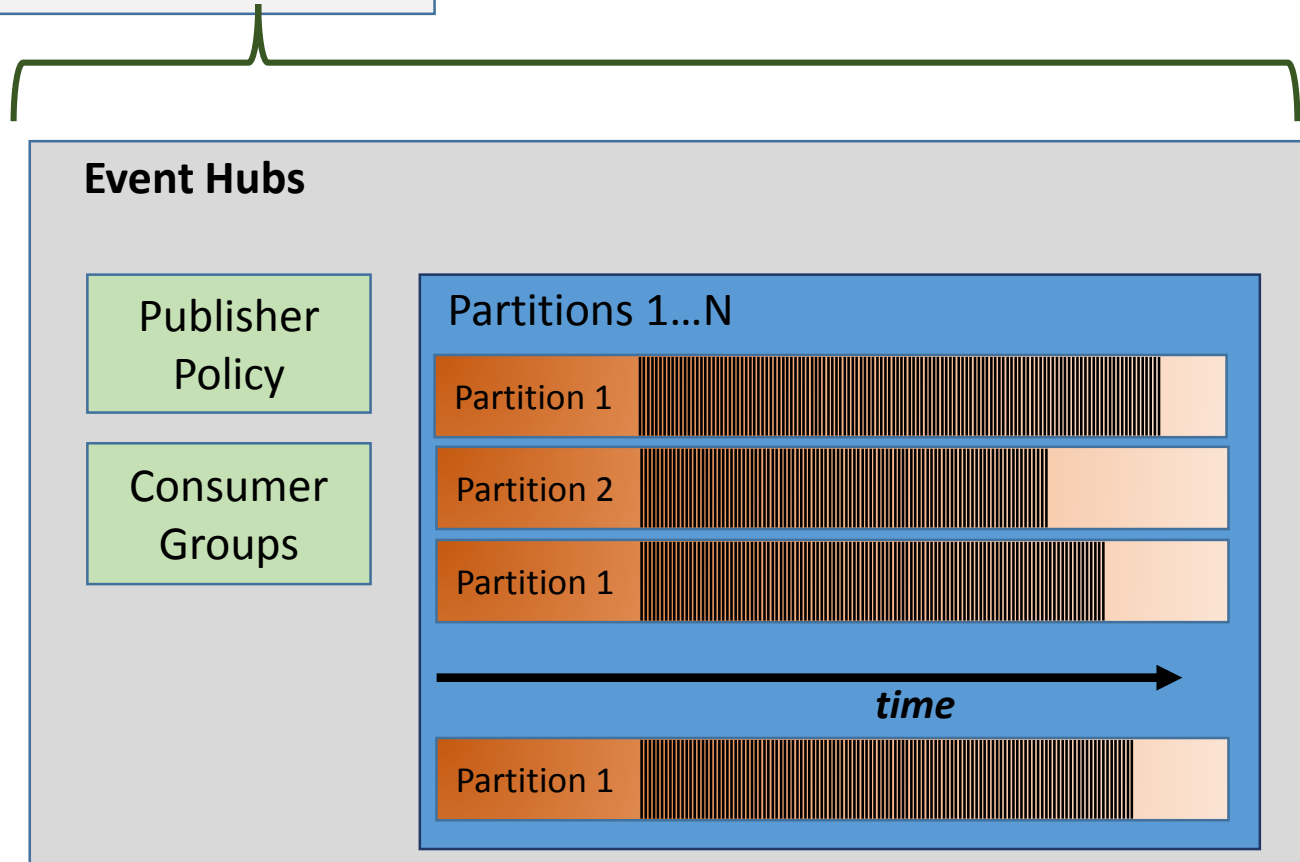 Event Hubs
Publisher
Policy
Consumer
Groups
Partitions 1...N
Partition 1
Partition 2
Partition 1
time
Partition 1